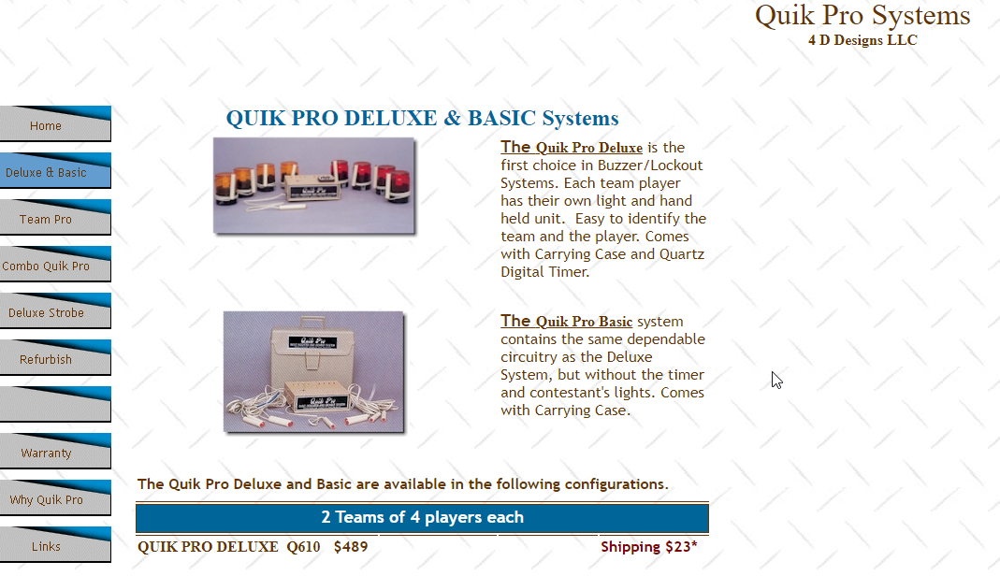 Quik Pro Systems
4 D Designs LLC
Home
Deluxe & Basic
Team Pro
Combo Quik Pro
Deluxe Strobe
Refurbish
Warranty
Why Quik Pro
Links
QUIK PRO DELUXE & BASIC Systems
Quik Pro
The Quik Pro Deluxe is the
first choice in Buzzer/Lockout
Systems. Each team player
has their own light and hand
held unit.  Easy to identify the
team and the player. Comes
with Carrying Case and Quartz
Digital Timer.
Quik Pro
Quik Pro
The Quik Pro Basic system
contains the same dependable
circuitry as the Deluxe
System, but without the timer
and contestant's lights. Comes
with Carrying Case.
The Quik Pro Deluxe and Basic are available in the following configurations.
2 Teams of 4 players each
QUIK PRO DELUXE  Q610   $489 Shipping $23*